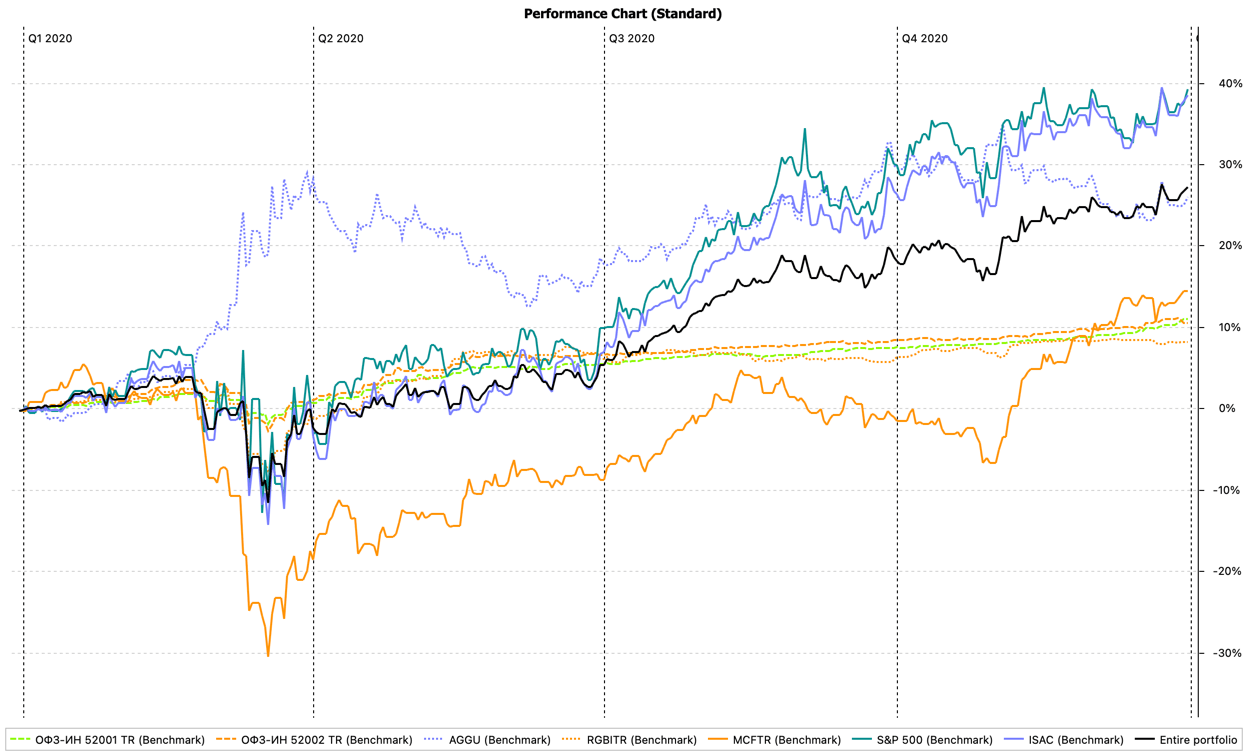 Performance Chart (Standard)
Q1 2020 Q2 2020 Q3 2020 Q4 2020
40%
30%
20%
10%
0%
-10%
-20%
-30%
ОФЗ-ИН 52001 TR (Benchmark) ОФЗ-ИН 52002 TR (Benchmark) AGGU (Benchmark) RGBITR (Benchmark) MCFTR (Benchmark) S&P 500 (Benchmark) ISAC (Benchmark) Entire portfolio